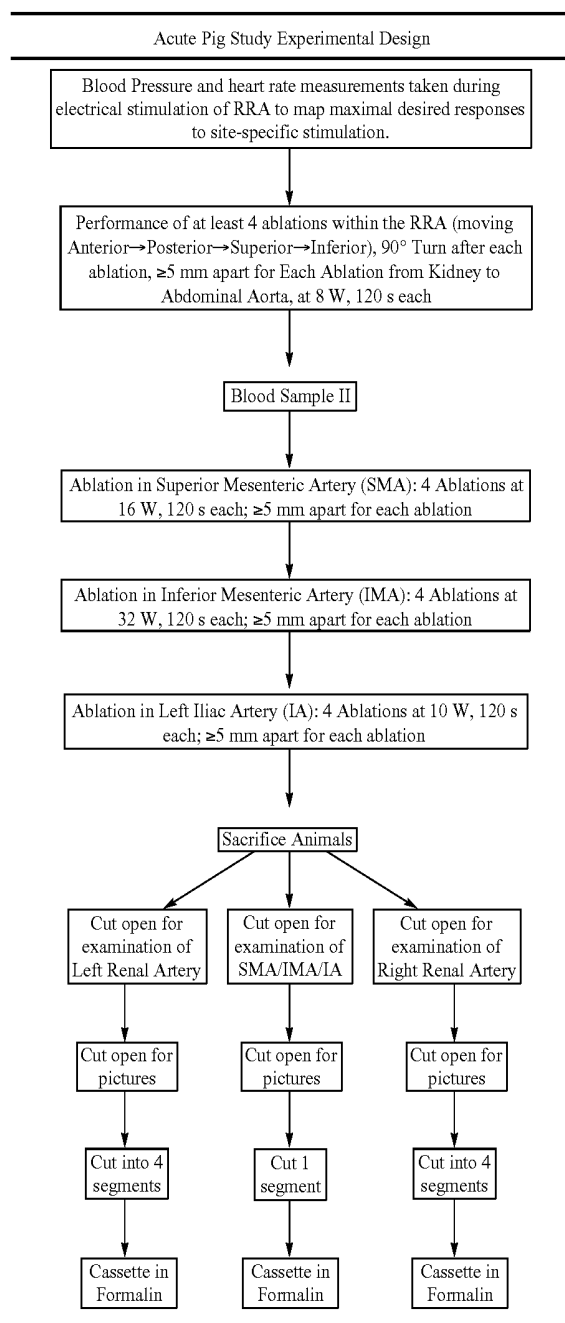 Acute Pig Study Experimental Design
Blood Pressure and heart rate measurements taken during
electrical stimulation of RRA to map maximal desired responses
to site-specific stimulation.
Performance of at least 4 ablations within the RRA (moving
Anterior→Posterior→Superior→Inferior), 90° Turn after each
ablation, ≥5 mm apart for Each Ablation from Kidney to
Abdominal Aorta, at 8 W, 120 s each
Blood Sample II
Ablation in Superior Mesenteric Artery (SMA): 4 Ablations at
16 W, 120 s each; ≥5 mm apart for each ablation
Ablation in Inferior Mesenteric Artery (IMA): 4 Ablations at
32 W, 120 s each; ≥5 mm apart for each ablation
Ablation in Left Iliac Artery (IA): 4 Ablations at 10 W, 120 s
each; ≥5 mm apart for each ablation
Sacrifice Animals
Cut open for
examination of
Left Renal Artery
Cut open for
examination of
SMA/IMA/IA
Cut open for
examination of
Right Renal Artery
Cut open for
pictures
Cut open for
pictures
Cut open for
pictures
Cut into 4
segments
Cut 1
segment
Cut into 4
segments
Cassette in
Formalin
Cassette in
Formalin
Cassette in
Formalin